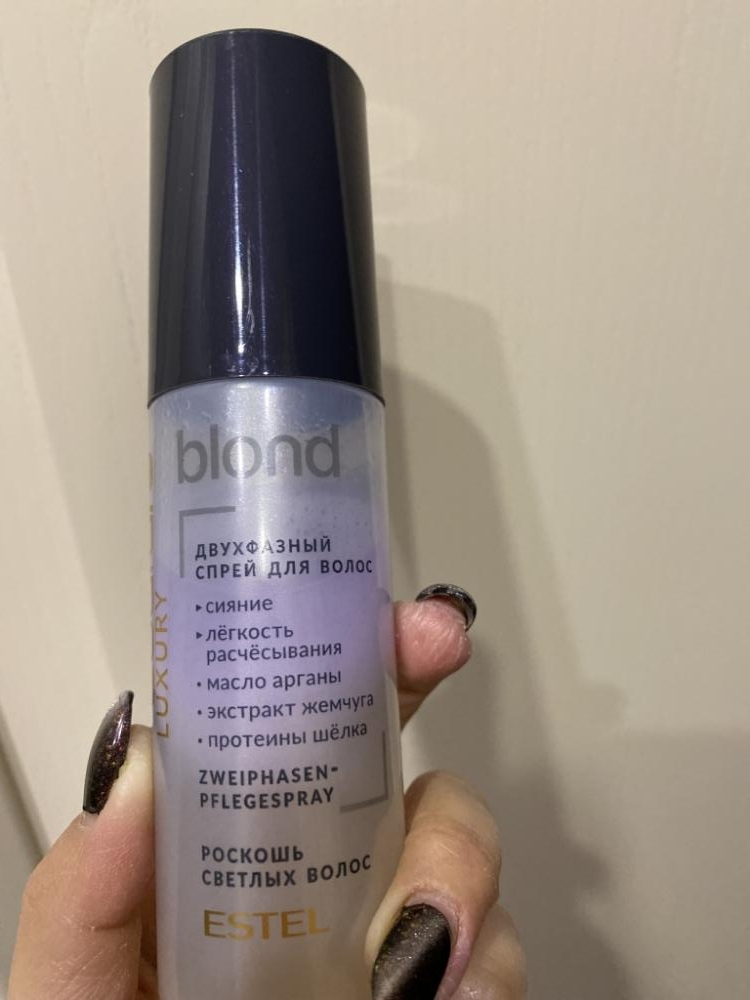 blond
ДВУХФАЗНЫЙ
СПРЕЙ ДЛЯ ВОЛОС
▸сияние
▸лёгкость
расчёсывания
· масло арганы
· экстракт жемчуга
· протеины шёлка
ZWEIPHASEN-
PFLEGESPRAY
РОСКОШЬ
СВЕТЛЫХ ВОЛОС
ESTEL
LUXURY